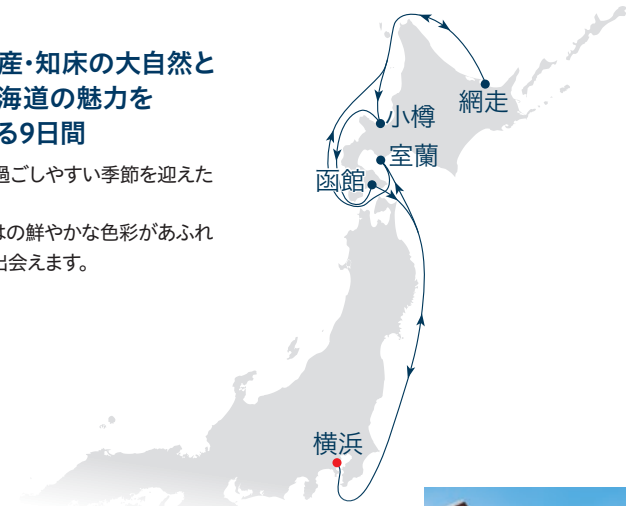 産・知床の大自然と
海道の魅力を
る9日間
過ごしやすい季節を迎えた
はの鮮やかな色彩があふれ
出会えます。
網走
小樽
室蘭
函館
横浜